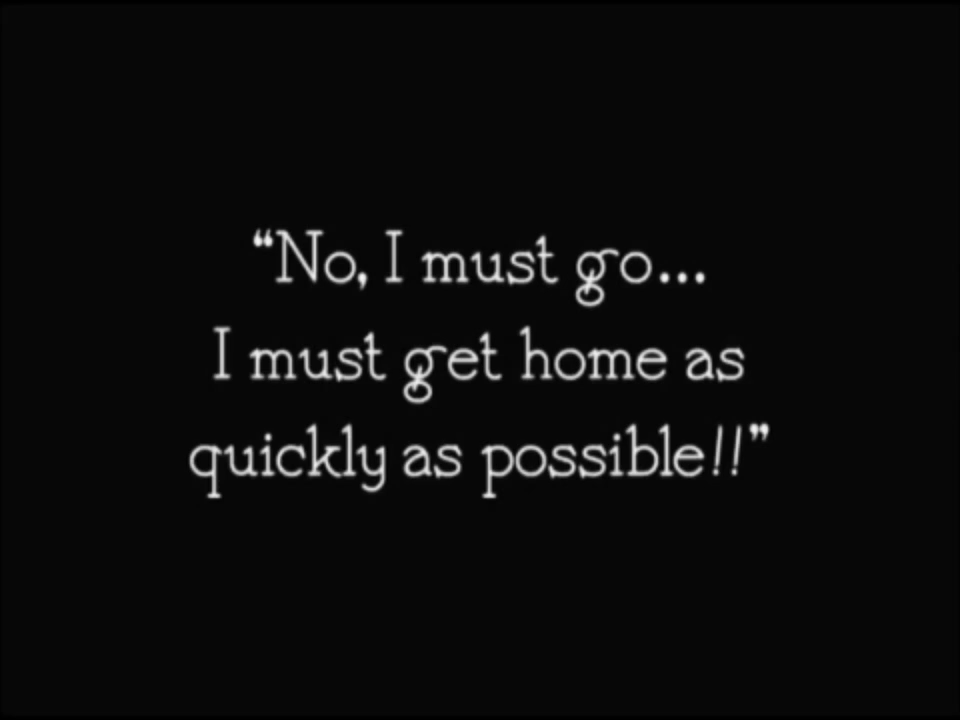 “No, I must go...
I must get home as
quickly as possible!!”